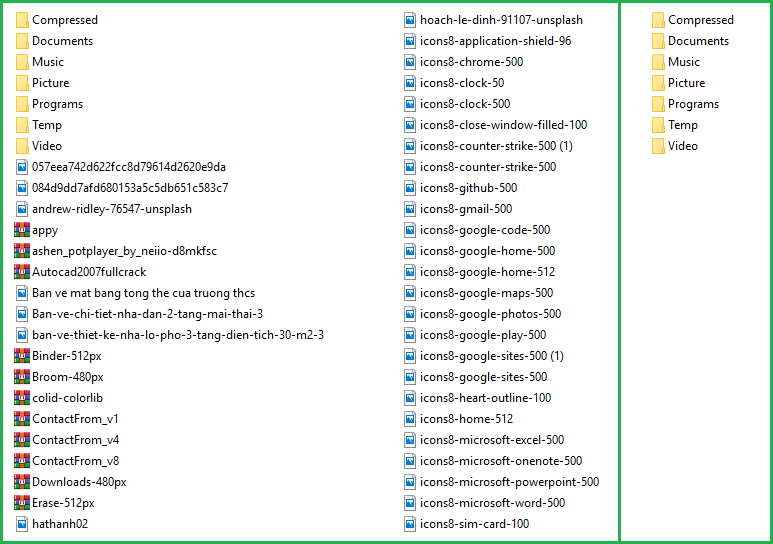 Compressed
Documents
Music
Picture
Programs
Temp
Video
057eea742d622fcc8d79614d2620e9da
084d9dd7afd680153a5c5db651c583c7
andrew-ridley-76547-unsplash
appy
ashen_potplayer_by_neiio-d8mkfsc
Autocad2007fullcrack
Ban ve mat bang tong the cua truong thcs
Ban-ve-chi-tiet-nha-dan-2-tang-mai-thai-3
ban-ve-thiet-ke-nha-lo-pho-3-tang-dien-tich-30-m2-3
Binder-512px
Broom-480px
colid-colorlib
ContactFrom_v1
ContactFrom_v4
ContactFrom_v8
Downloads-480px
Erase-512px
hathanh02
hoach-le-dinh-91107-unsplash
icons8-application-shield-96
icons8-chrome-500
icons8-clock-50
icons8-clock-500
icons8-close-window-filled-100
icons8-counter-strike-500 (1)
icons8-counter-strike-500
icons8-github-500
icons8-gmail-500
icons8-google-code-500
icons8-google-home-500
icons8-google-home-512
icons8-google-maps-500
icons8-google-photos-500
icons8-google-play-500
icons8-google-sites-500 (1)
icons8-google-sites-500
icons8-heart-outline-100
icons8-home-512
icons8-microsoft-excel-500
icons8-microsoft-onenote-500
icons8-microsoft-powerpoint-500
icons8-microsoft-word-500
icons8-sim-card-100
Compressed
Documents
Music
Picture
Programs
Temp
Video